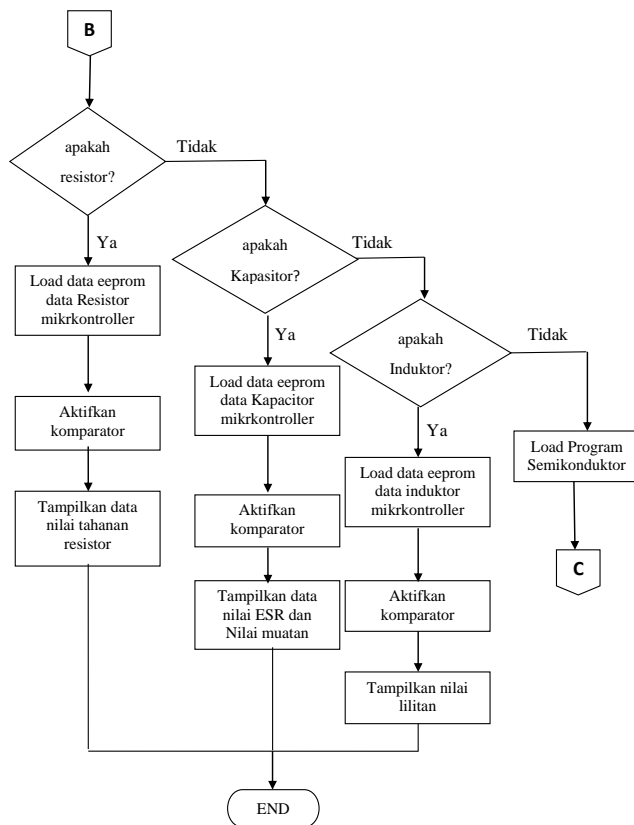 B
apakah
resistor?
Tidak
Ya
Load data eeprom
data Resistor
mikrkontroller
Aktifkan
komparator
Tampilkan data
nilai tahanan
resistor
apakah
Kapasitor?
Tidak
Ya
Load data eeprom
data Kapacitor
mikrkontroller
Aktifkan
komparator
Tampilkan data
nilai ESR dan
Nilai muatan
apakah
Induktor?
Tidak
Ya
Load data eeprom
data induktor
mikrkontroller
Aktifkan
komparator
Tampilkan nilai
lilitan
Load Program
Semikonduktor
C
END